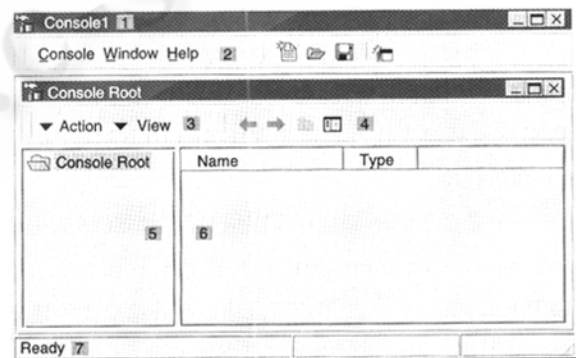 Console1 1
Console Window Help 2
Console Root
Action View 3 4
Console Root Name Type
5 6
Ready 7